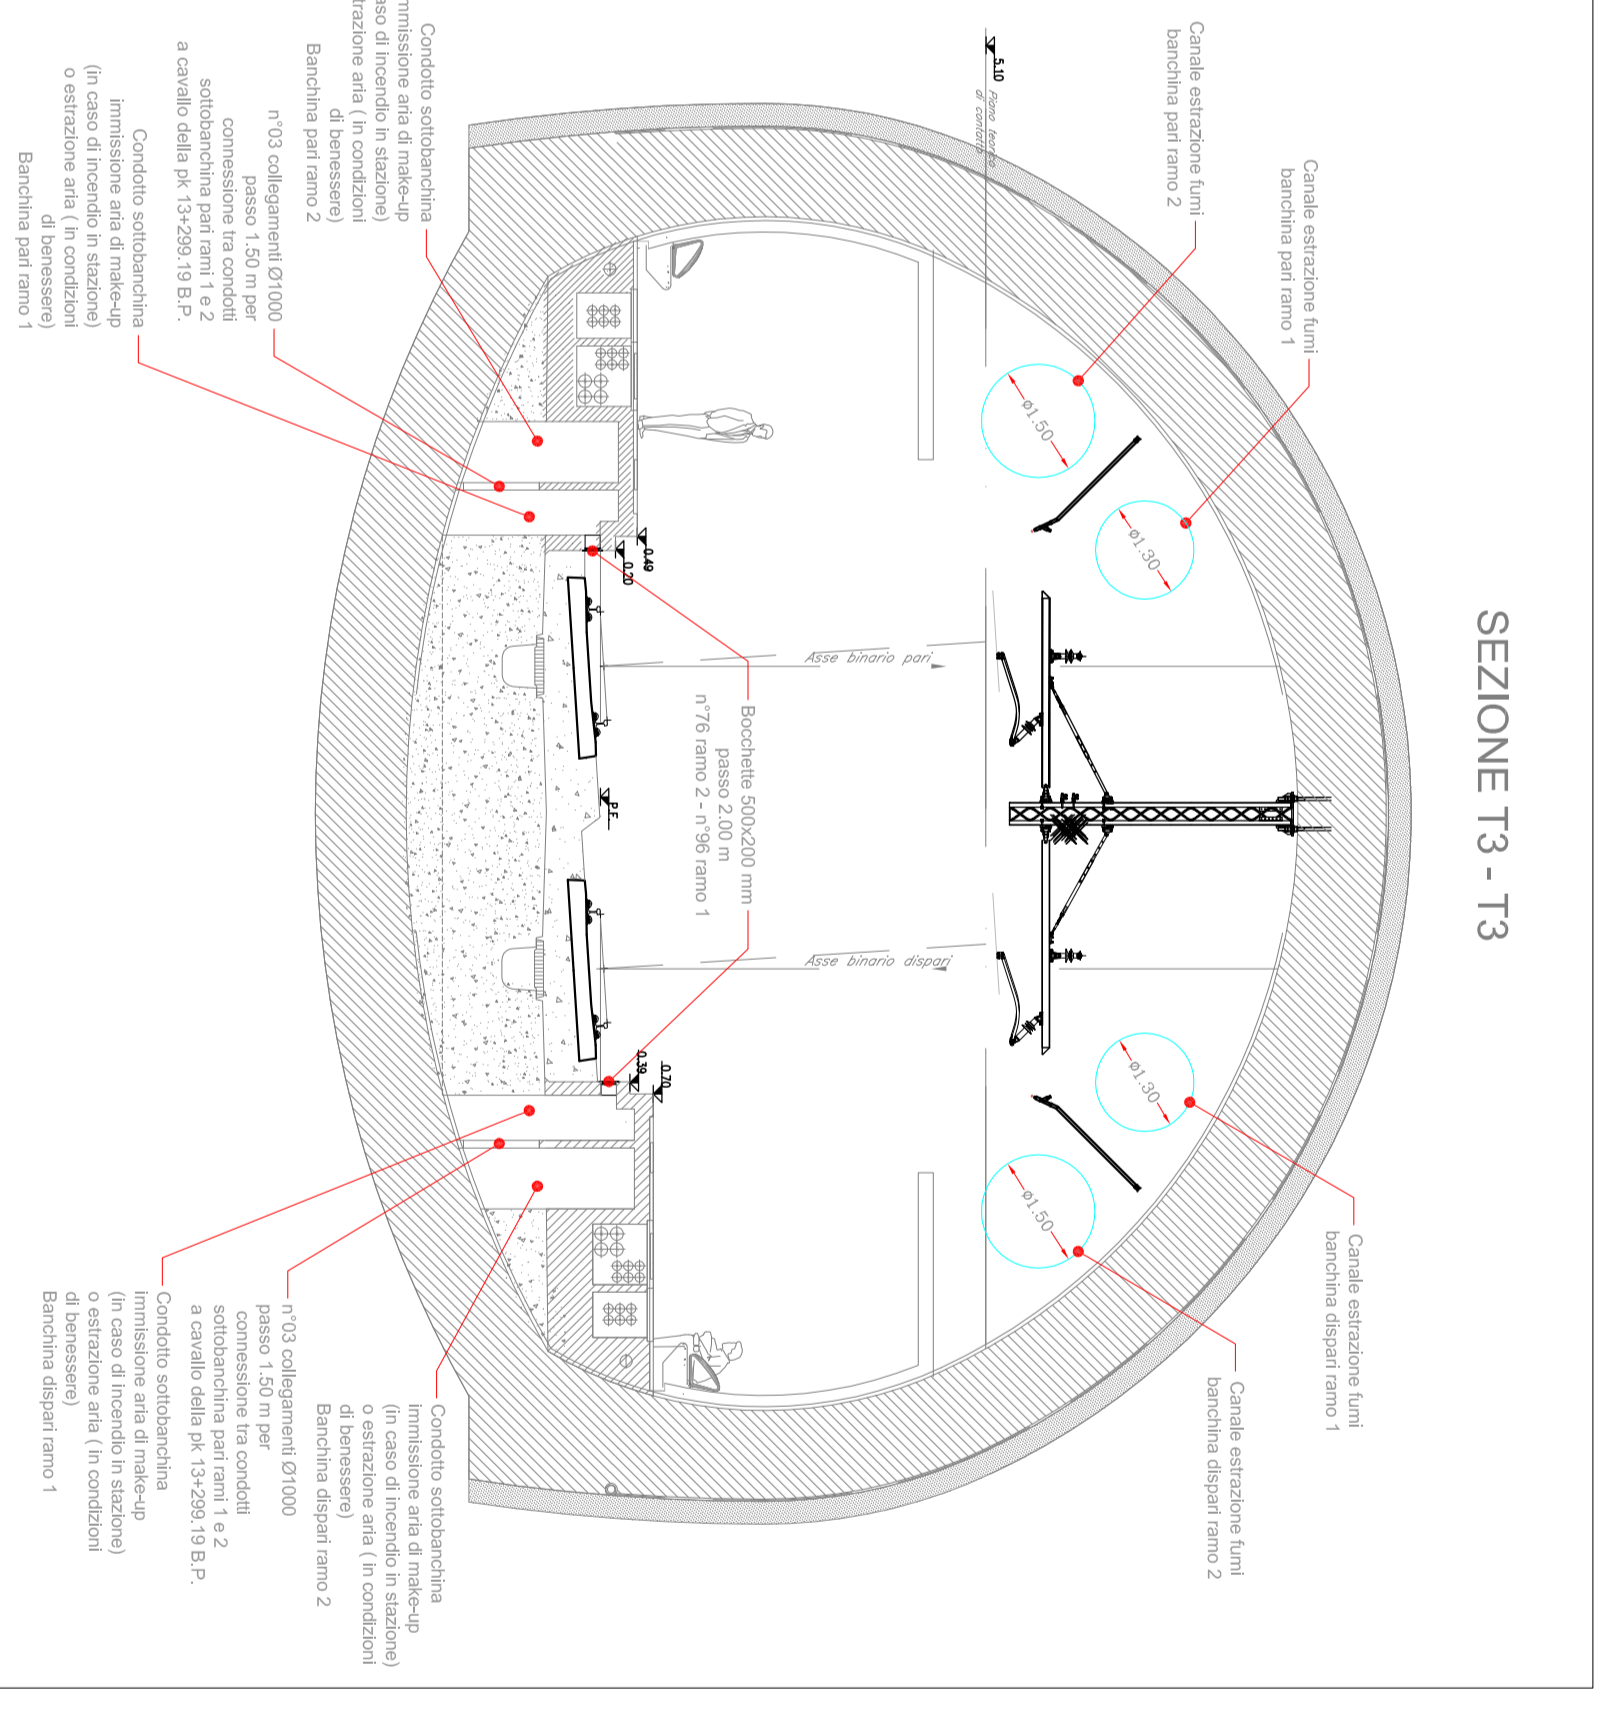 SEZIONE T3 - T3
Canale estrazione fumi
banchina pari ramo 2
Canale estrazione fumi
banchina pari ramo 1
Canale estrazione fumi
banchina dispari ramo 1
Canale estrazione fumi
banchina dispari ramo 2
5.10
Piano teorico
di contatto
ø1.50
ø1.30
ø1.30
ø1.50
Asse binario pari
Asse binario dispari
Bocchette 500x200 mm
passo 2.00 m
n°76 ramo 2 - n°96 ramo 1
0.49
0.20
P.F.
0.39
0.70
Condotto sottobanchina
mmissione aria di make-up
aso di incendio in stazione)
trazione aria ( in condizioni
di benessere)
Banchina pari ramo 2
n°03 collegamenti Ø1000
passo 1.50 m per
connessione tra condotti
sottobanchina pari rami 1 e 2
a cavallo della pk 13+299.19 B.P.
Condotto sottobanchina
immissione aria di make-up
(in caso di incendio in stazione)
o estrazione aria ( in condizioni
di benessere)
Banchina pari ramo 1
Condotto sottobanchina
immissione aria di make-up
(in caso di incendio in stazione)
o estrazione aria ( in condizioni
di benessere)
Banchina dispari ramo 2
n°03 collegamenti Ø1000
passo 1.50 m per
connessione tra condotti
sottobanchina pari rami 1 e 2
a cavallo della pk 13+299.19 B.P.
Condotto sottobanchina
immissione aria di make-up
(in caso di incendio in stazione)
o estrazione aria ( in condizioni
di benessere)
Banchina dispari ramo 1